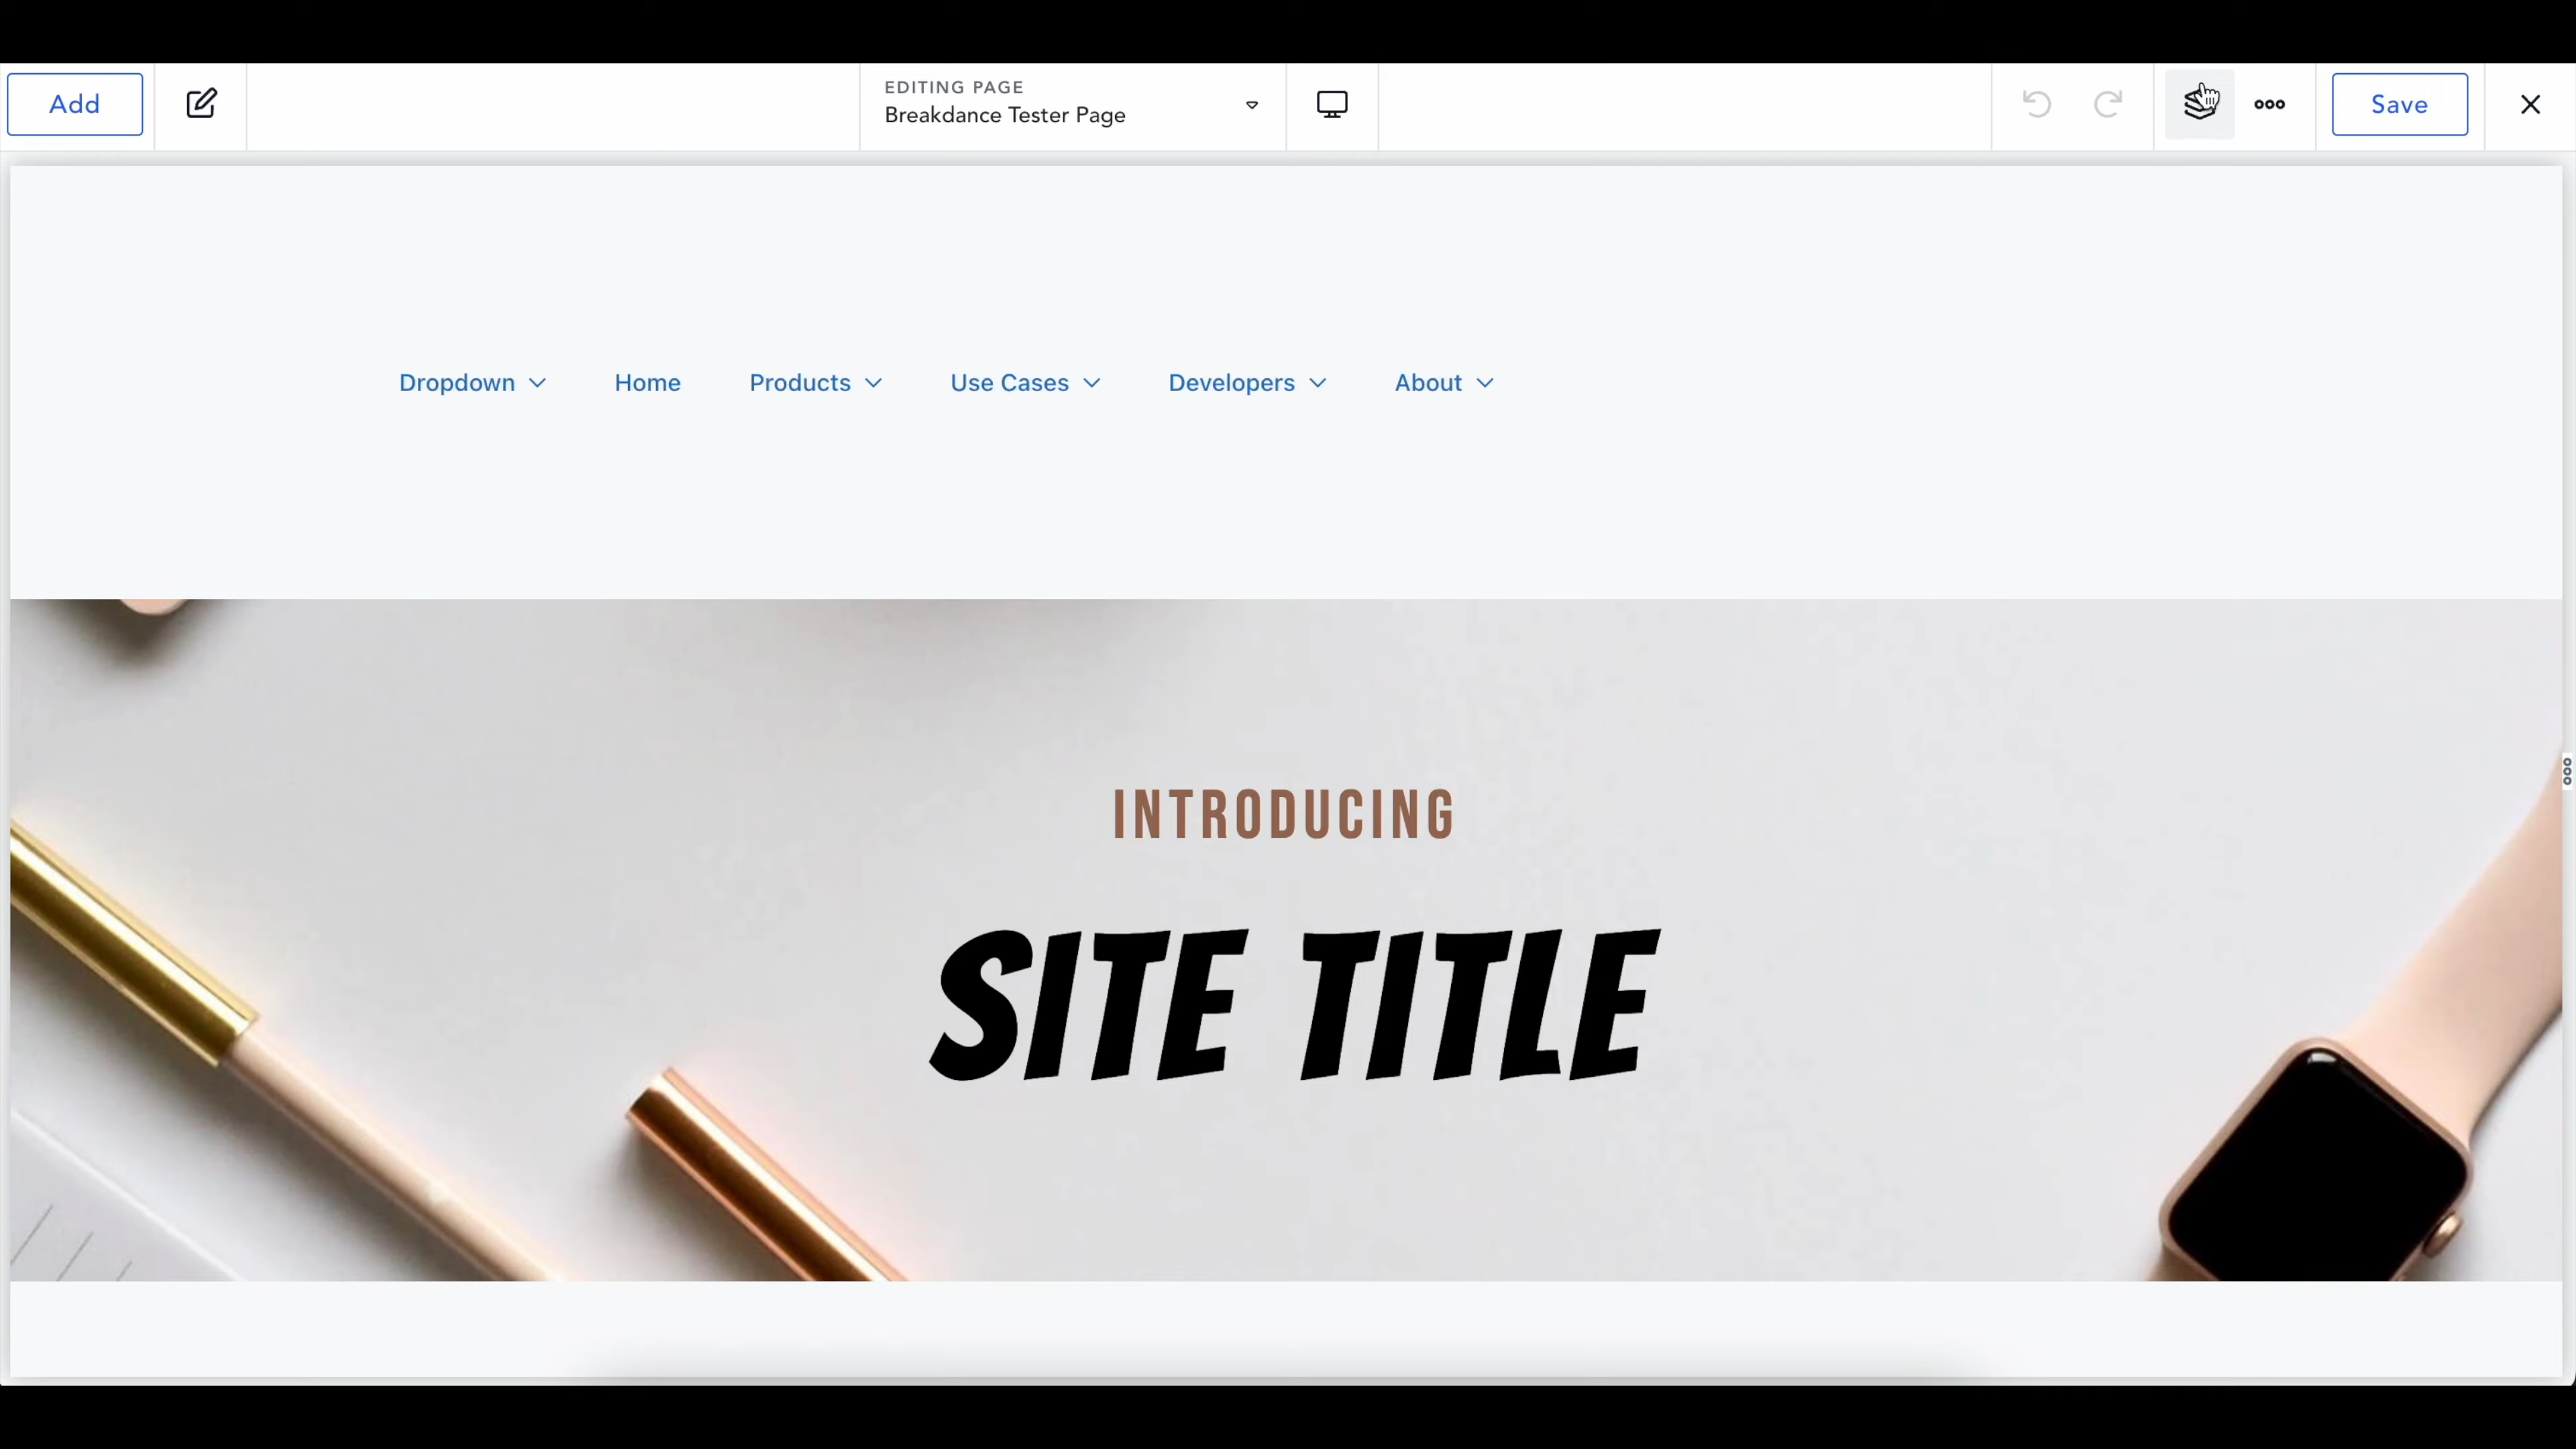 Add
EDITING PAGE
Breakdance Tester Page
Save
Dropdown
Home
Products
Use Cases
Developers
About
INTRODUCING
SITE TITLE